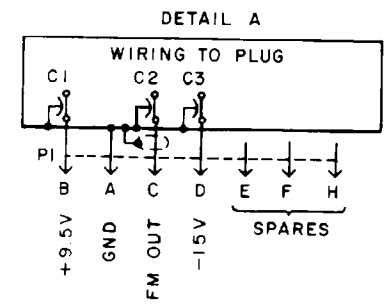 DETAIL A
WIRING TO PLUG
C1 C2 C3
P1
B A C D E F H
+9.5V GND FM OUT -15V SPARES